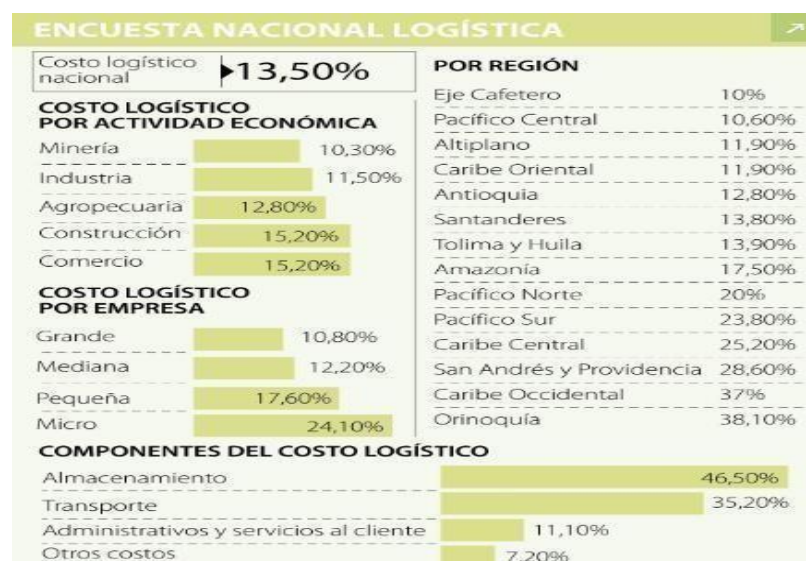 ENCUESTA NACIONAL LOGÍSTICA
Costo logístico
nacional
13,50%
COSTO LOGÍSTICO
POR ACTIVIDAD ECONÓMICA
Minería 10,30%
Industria 11,50%
Agropecuaria 12,80%
Construcción 15,20%
Comercio 15,20%
COSTO LOGÍSTICO
POR EMPRESA
Grande 10,80%
Mediana 12,20%
Pequeña 17,60%
Micro 24,10%
POR REGIÓN
Eje Cafetero 10%
Pacífico Central 10,60%
Altiplano 11,90%
Caribe Oriental 11,90%
Antioquia 12,80%
Santanderes 13,80%
Tolima y Huila 13,90%
Amazonía 17,50%
Pacífico Norte 20%
Pacífico Sur 23,80%
Caribe Central 25,20%
San Andrés y Providencia 28,60%
Caribe Occidental 37%
Orinoquía 38,10%
COMPONENTES DEL COSTO LOGÍSTICO
Almacenamiento 46,50%
Transporte 35,20%
Administrativos y servicios al cliente 11,10%
Otros costos 7,20%